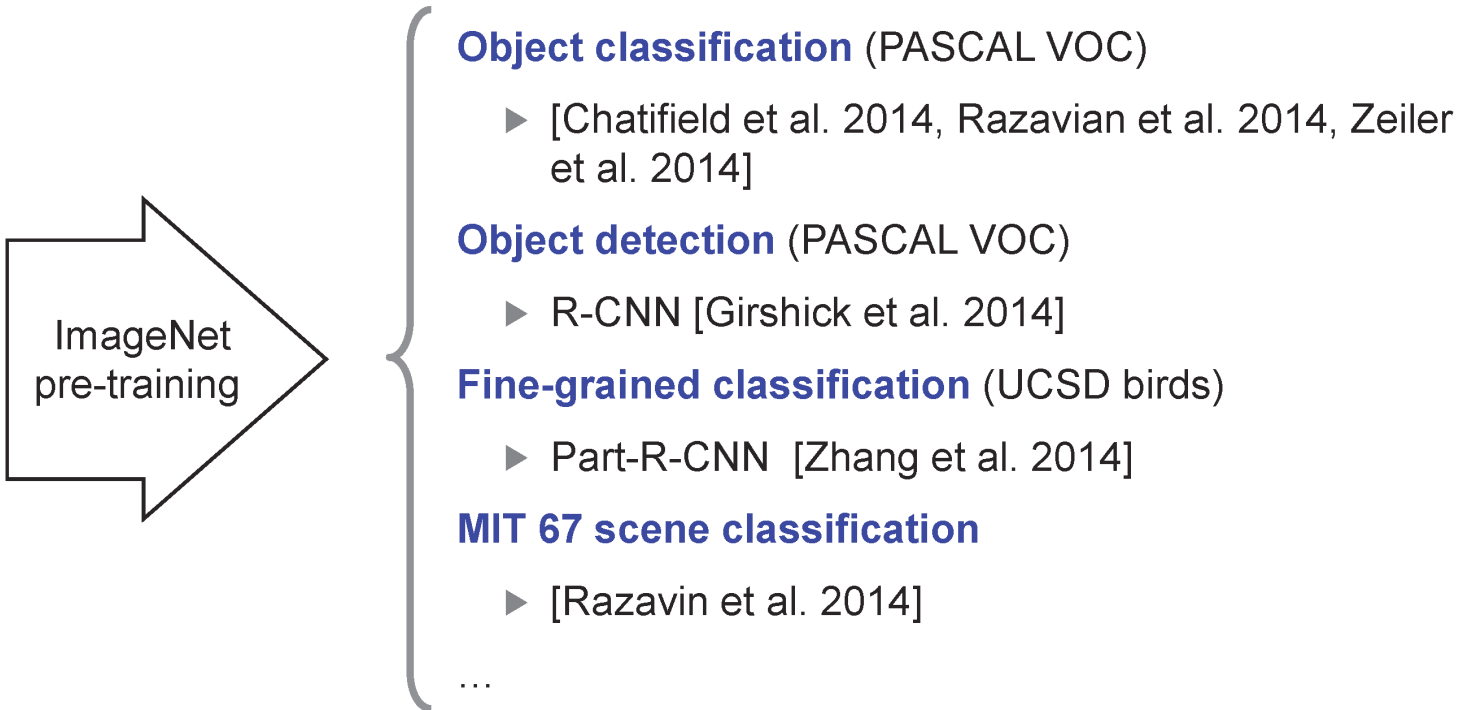 ImageNet
pre-training
Object classification (PASCAL VOC)
[Chatifield et al. 2014, Razavian et al. 2014, Zeiler
et al. 2014]
Object detection (PASCAL VOC)
R-CNN [Girshick et al. 2014]
Fine-grained classification (UCSD birds)
Part-R-CNN  [Zhang et al. 2014]
MIT 67 scene classification
[Razavin et al. 2014]
…